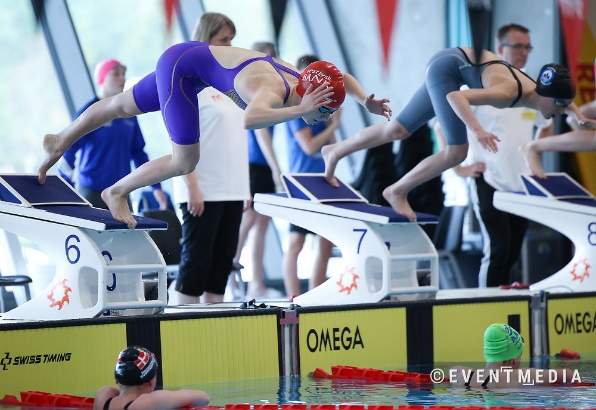 6
7
8
SWISS TIMING
OMEGA
OMEGA
© EVENTMEDIA